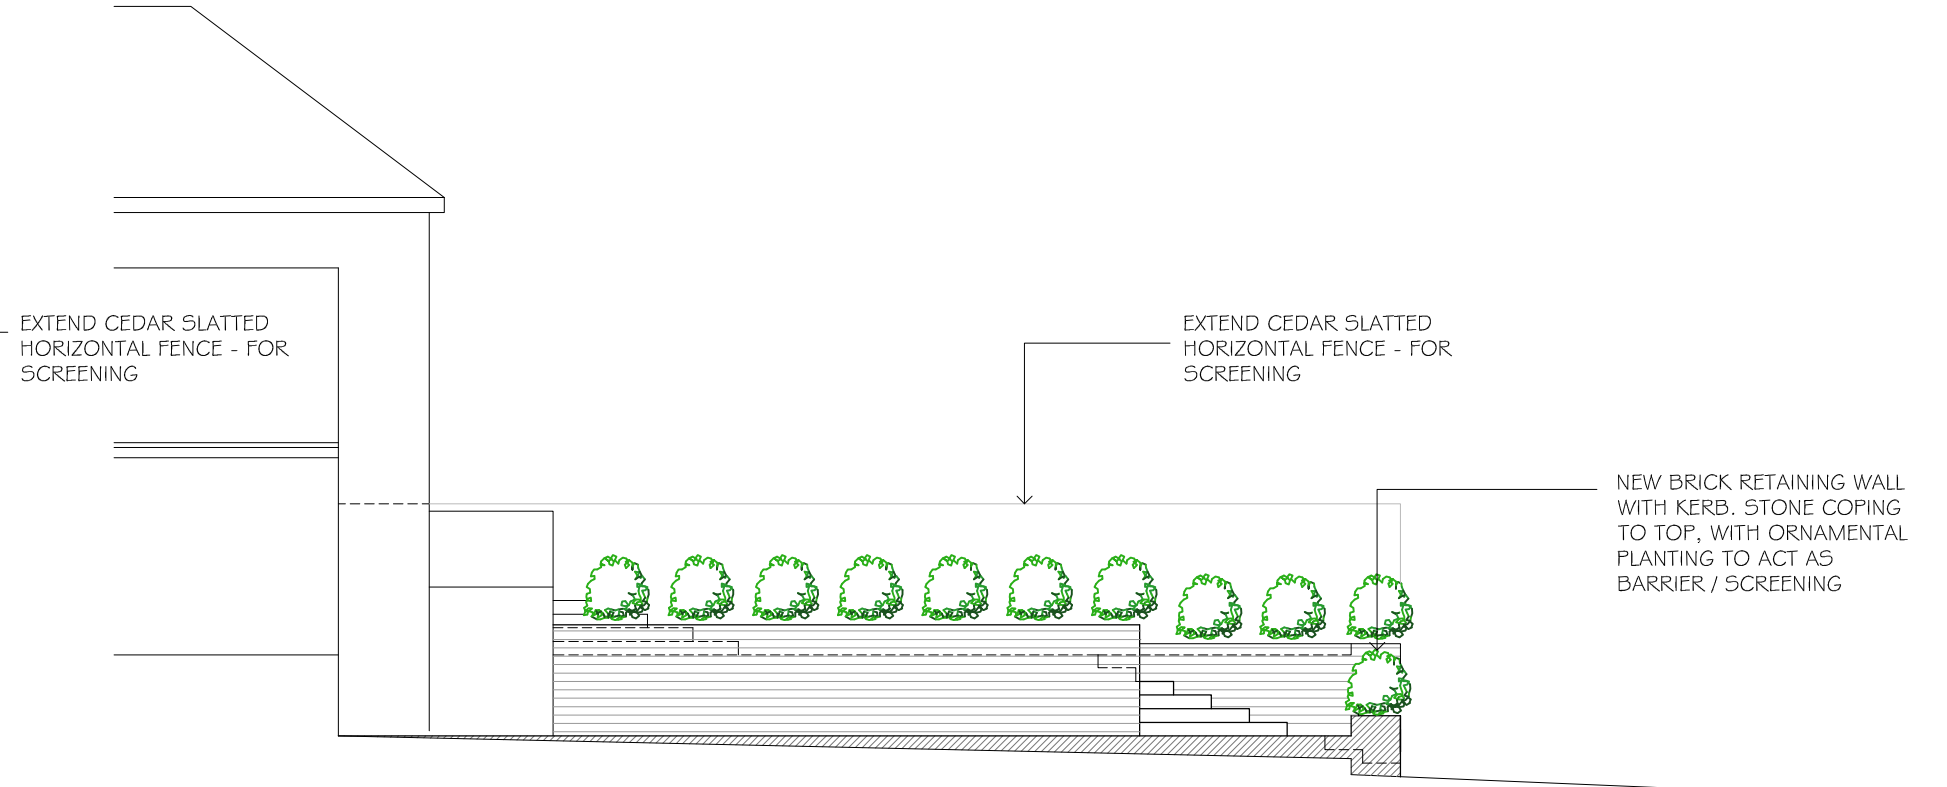 EXTEND CEDAR SLATTED
HORIZONTAL FENCE - FOR
SCREENING
EXTEND CEDAR SLATTED
HORIZONTAL FENCE - FOR
SCREENING
NEW BRICK RETAINING WALL
WITH KERB. STONE COPING
TO TOP, WITH ORNAMENTAL
PLANTING TO ACT AS
BARRIER / SCREENING